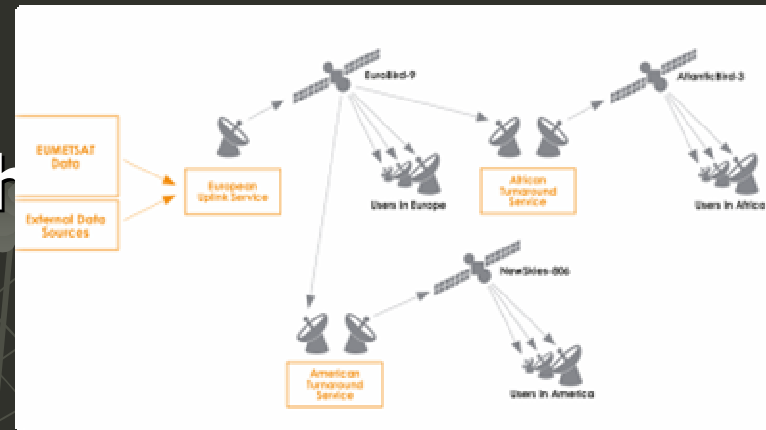 EuroBird-9
AtlanticBird-3
EUMETSAT
Data
European
Uplink Service
African
Turnaround
Service
External Data
Sources
Users in Europe
Users in Africa
NewSkies-806
American
Turnaround
Service
Users in America